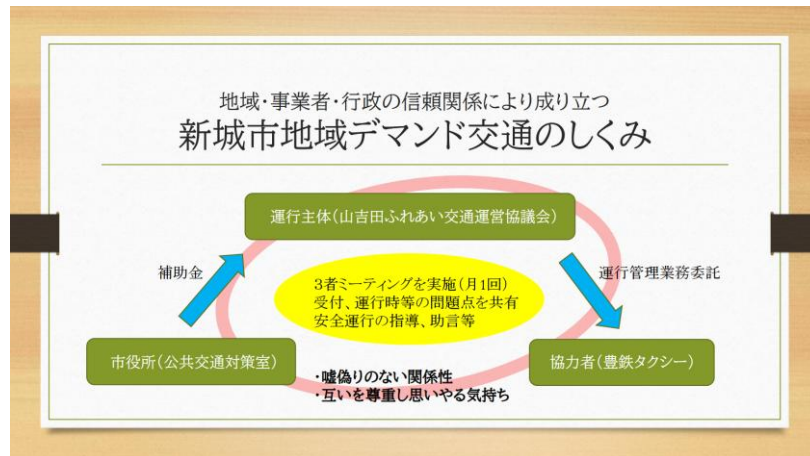 地域・事業者・行政の信頼関係により成り立つ
新城市地域デマンド交通のしくみ
運行主体（山吉田ふれあい交通運営協議会）
補助金
運行管理業務委託
3者ミーティングを実施（月1回）
受付、運行時等の問題点を共有
安全運行の指導、助言等
市役所（公共交通対策室）
協力者（豊鉄タクシー）
・嘘偽りのない関係性
・互いを尊重し思いやる気持ち